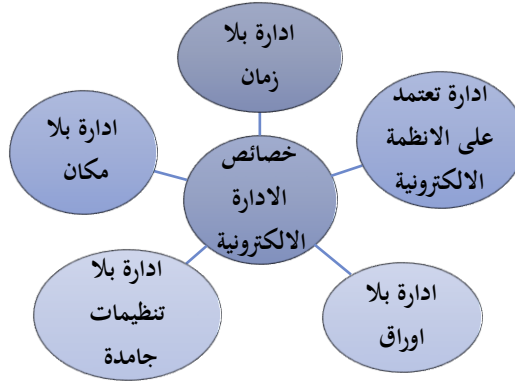 ادارة بلا
زمان
ادارة تعتمد
على الانظمة
الالكترونية
ادارة بلا
مكان
خصائص
الادارة
الالكترونية
ادارة بلا
اوراق
ادارة بلا
تنظيمات
جامدة